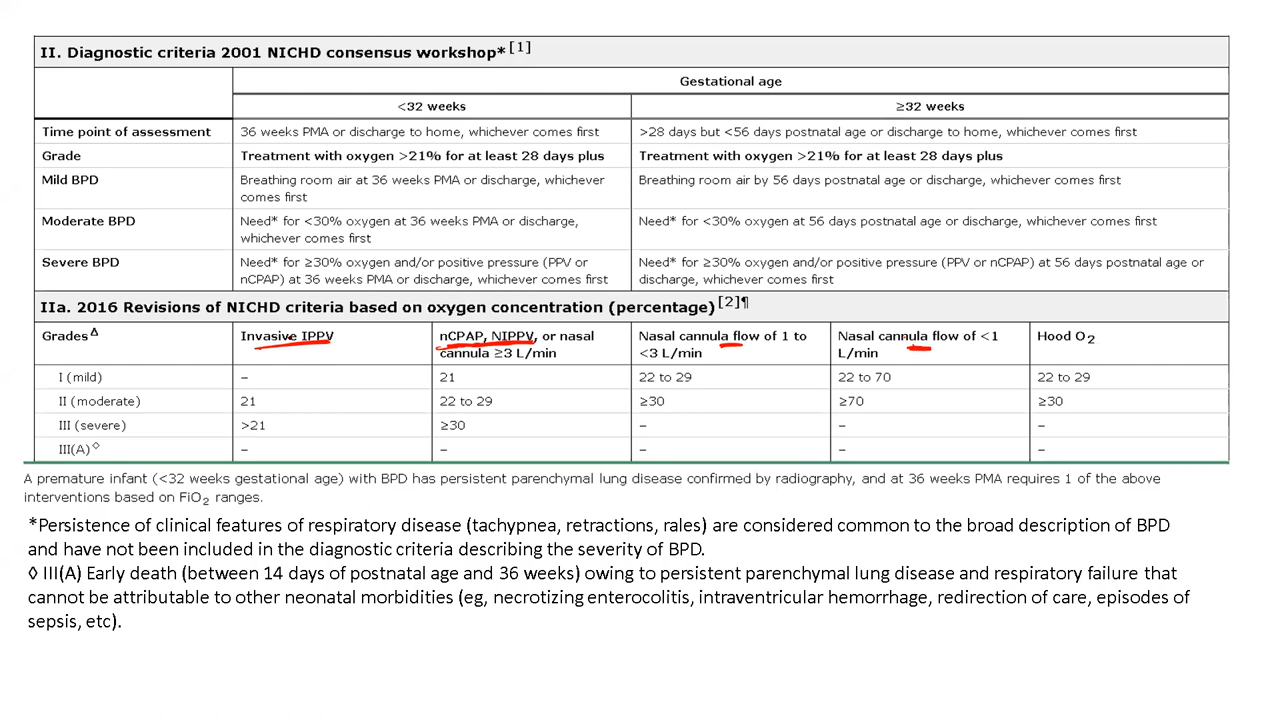 II. Diagnostic criteria 2001 NICHD consensus workshop*[1]
Gestational age
<32 weeks
≥32 weeks
Time point of assessment
36 weeks PMA or discharge to home, whichever comes first
>28 days but <56 days postnatal age or discharge to home, whichever comes first
Grade
Treatment with oxygen >21% for at least 28 days plus
Treatment with oxygen >21% for at least 28 days plus
Mild BPD
Breathing room air at 36 weeks PMA or discharge, whichever
comes first
Breathing room air by 56 days postnatal age or discharge, whichever comes first
Moderate BPD
Need* for <30% oxygen at 36 weeks PMA or discharge,
whichever comes first
Need* for <30% oxygen at 56 days postnatal age or discharge, whichever comes first
Severe BPD
Need* for ≥30% oxygen and/or positive pressure (PPV or
nCPAP) at 36 weeks PMA or discharge, whichever comes first
Need* for ≥30% oxygen and/or positive pressure (PPV or nCPAP) at 56 days postnatal age or
discharge, whichever comes first
IIa. 2016 Revisions of NICHD criteria based on oxygen concentration (percentage)[2]¶
GradesΔ
Invasive IPPV
nCPAP, NIPPV, or nasal
cannula ≥3 L/min
Nasal cannula flow of 1 to
<3 L/min
Nasal cannula flow of <1
L/min
Hood O2
I (mild)
–
21
22 to 29
22 to 70
22 to 29
II (moderate)
21
22 to 29
≥30
≥70
≥30
III (severe)
>21
≥30
–
–
–
III(A)◊
–
–
–
–
–
A premature infant (<32 weeks gestational age) with BPD has persistent parenchymal lung disease confirmed by radiography, and at 36 weeks PMA requires 1 of the above
interventions based on FiO2 ranges.
*Persistence of clinical features of respiratory disease (tachypnea, retractions, rales) are considered common to the broad description of BPD
and have not been included in the diagnostic criteria describing the severity of BPD.
◊ III(A) Early death (between 14 days of postnatal age and 36 weeks) owing to persistent parenchymal lung disease and respiratory failure that
cannot be attributable to other neonatal morbidities (eg, necrotizing enterocolitis, intraventricular hemorrhage, redirection of care, episodes of
sepsis, etc).